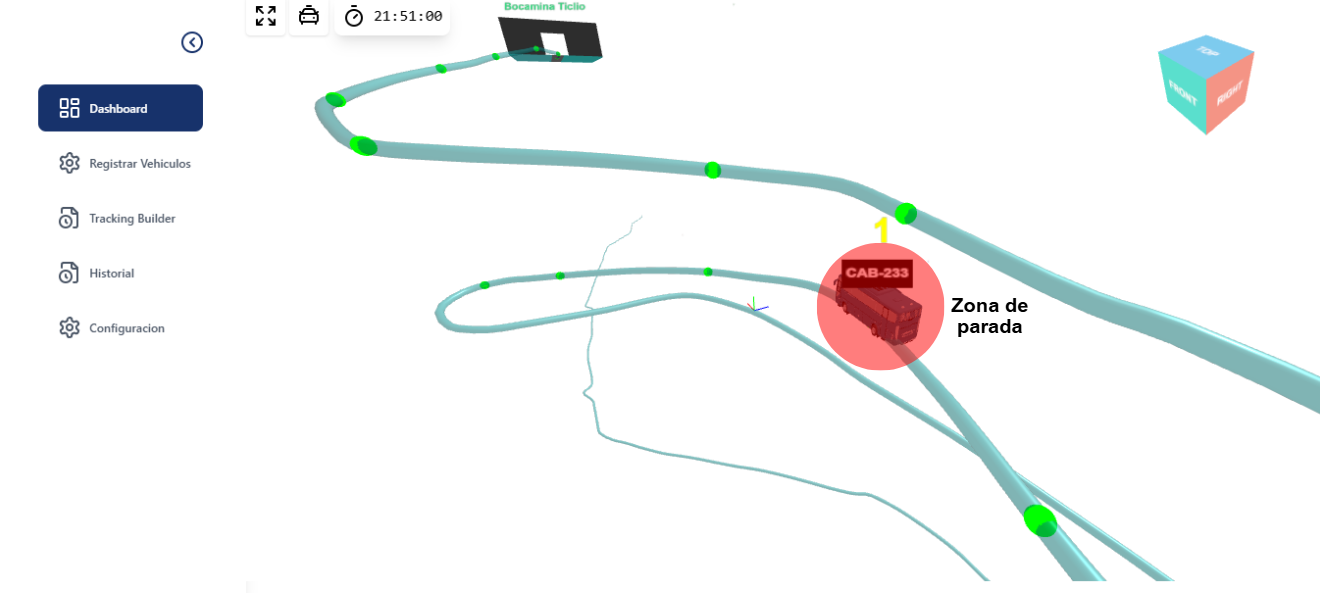 Bocamina Ticlio
21:51:00
Dashboard
Registrar Vehiculos
Tracking Builder
Historial
Configuracion
TOP
FRONT
RIGHT
1
CAB-233
Zona de
parada